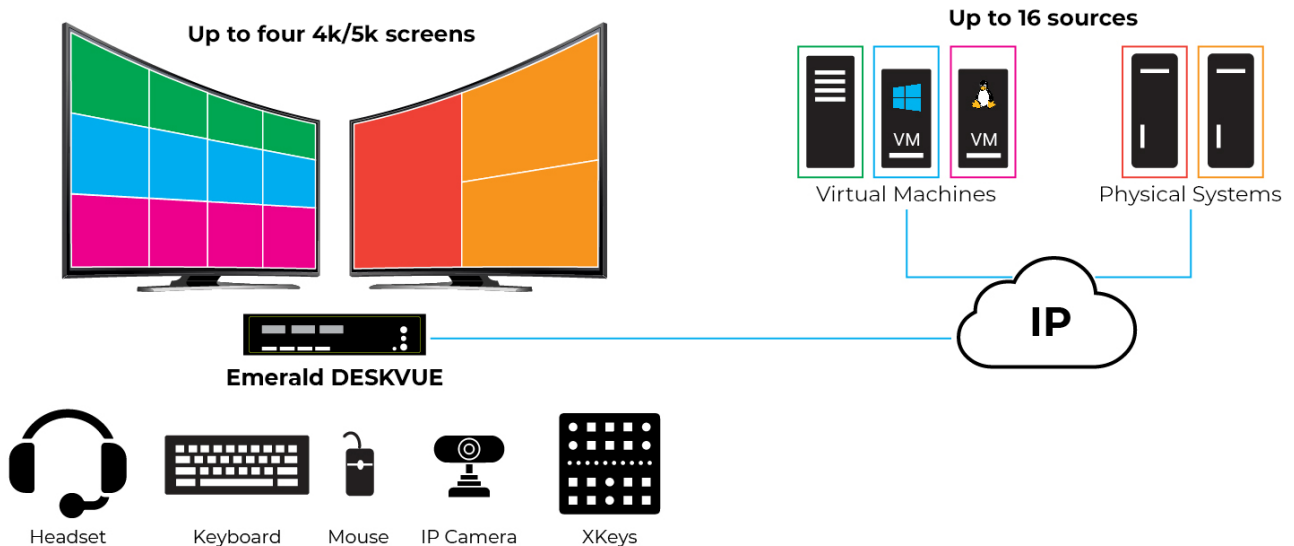 Up to four 4k/5k screens
Up to 16 sources
VM
VM
Virtual Machines
Physical Systems
IP
Emerald DESKVUE
Headset
Keyboard
Mouse
IP Camera
XKeys